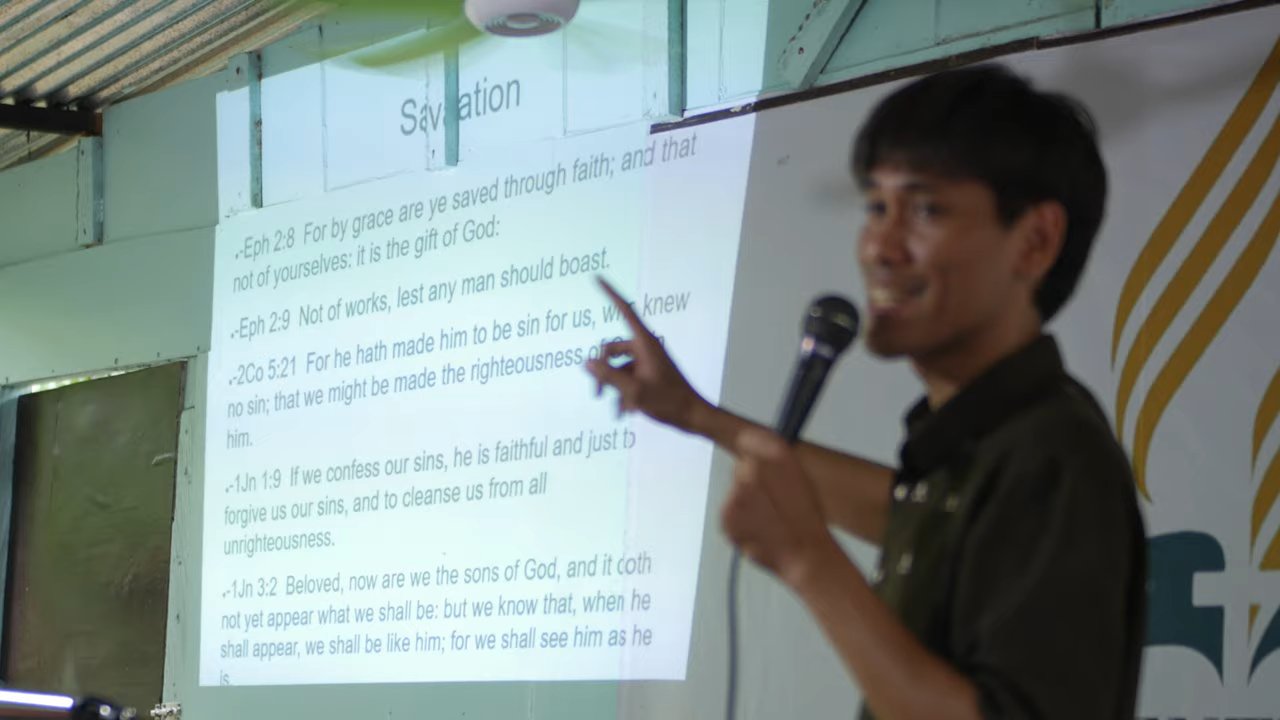 Salvation
.-Eph 2:8 For by grace are ye saved through faith; and that
not of yourselves: it is the gift of God:
.-Eph 2:9 Not of works, lest any man should boast.
.-2Co 5:21 For he hath made him to be sin for us, who knew
no sin; that we might be made the righteousness of
him.
.-1Jn 1:9 If we confess our sins, he is faithful and just to
forgive us our sins, and to cleanse us from all
unrighteousness.
.-1Jn 3:2 Beloved, now are we the sons of God, and it doth
not yet appear what we shall be: but we know that, when he
shall appear, we shall be like him; for we shall see him as he
is.